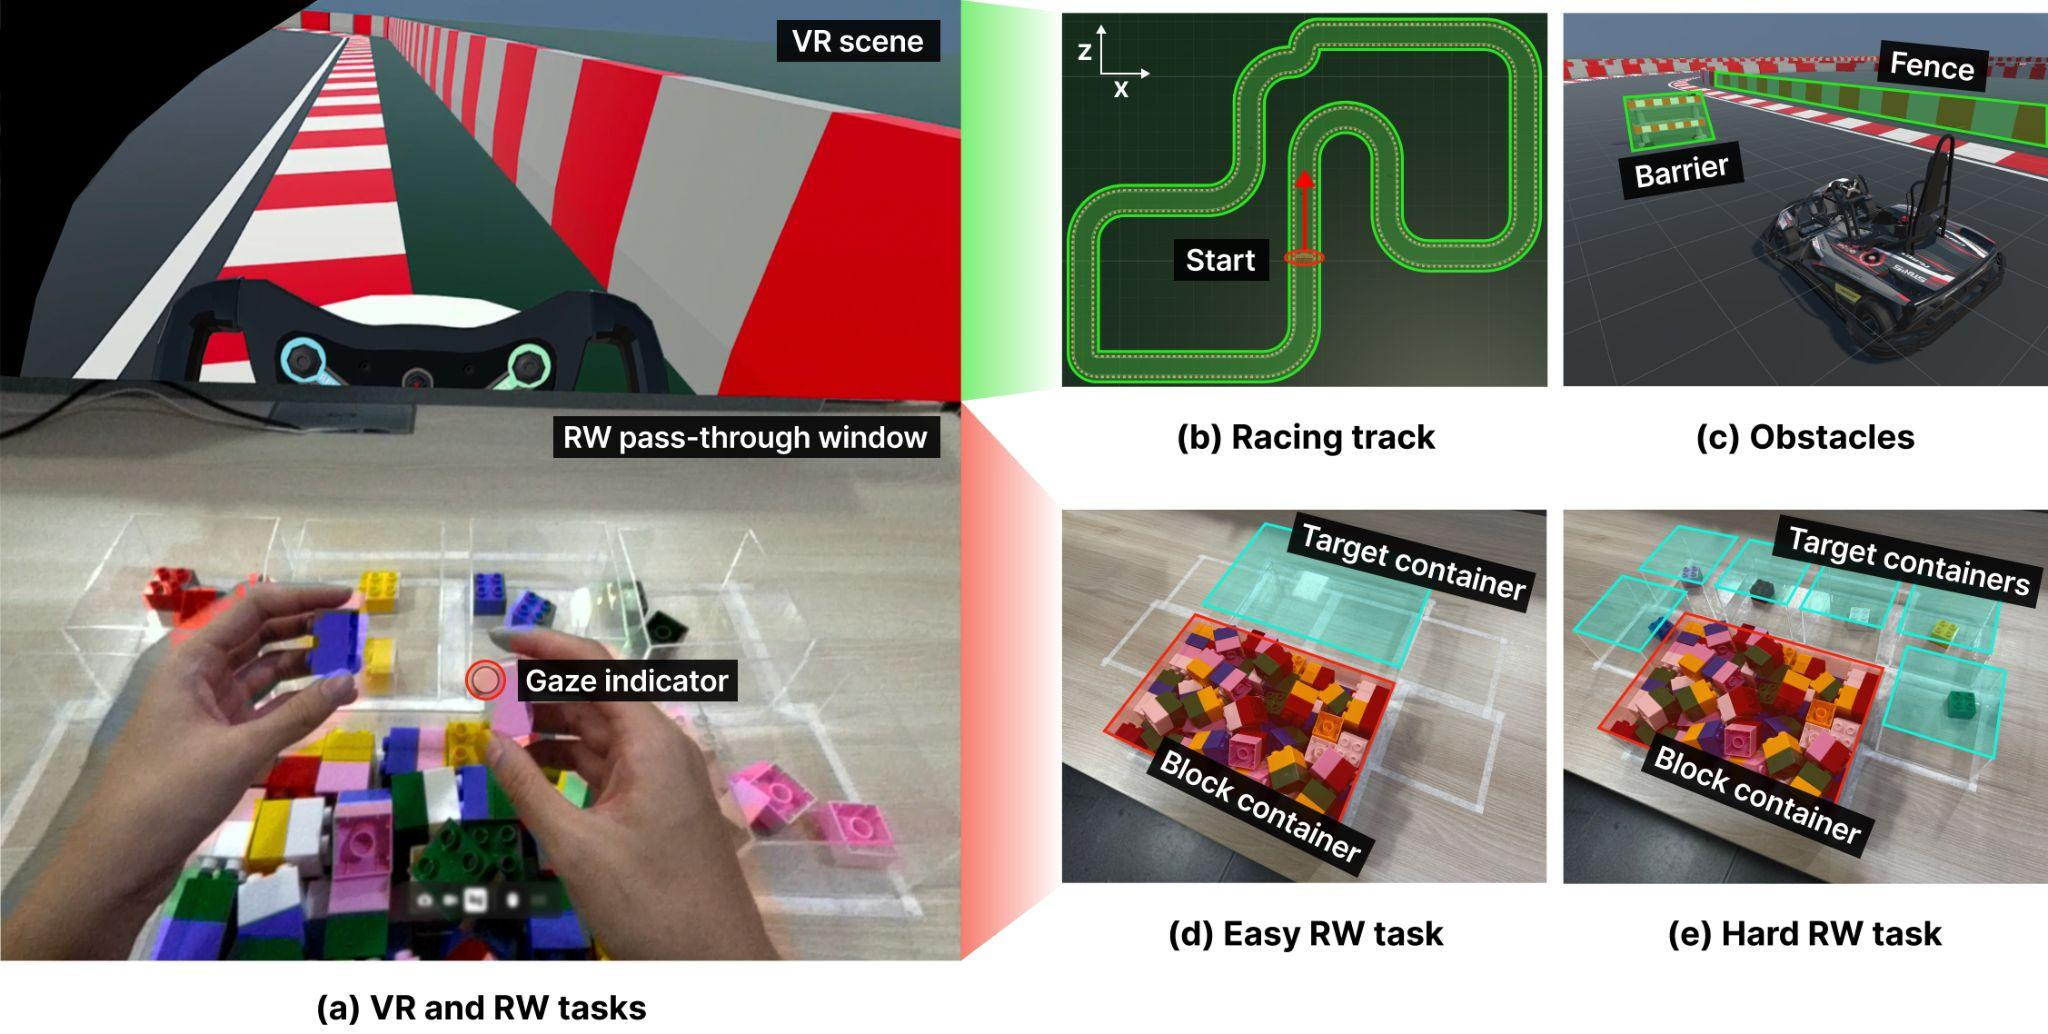 VR scene
RW pass-through window
Gaze indicator
(a) VR and RW tasks
Z
X
Start
(b) Racing track
Fence
Barrier
(c) Obstacles
Target container
Block container
(d) Easy RW task
Target containers
Block container
(e) Hard RW task